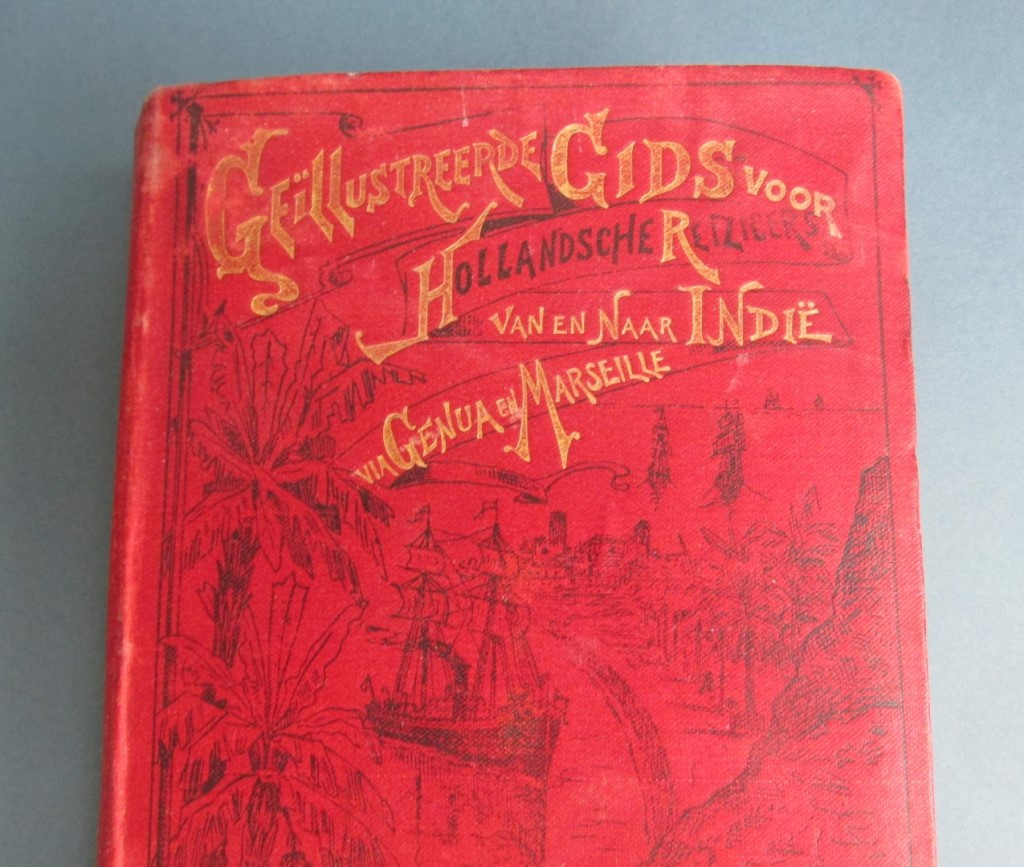 GEÏLLUSTREERDE GIDS VOOR
HOLLANDSCHE REIZIGERS
VAN EN NAAR INDIË
VIA GENUA EN MARSEILLE